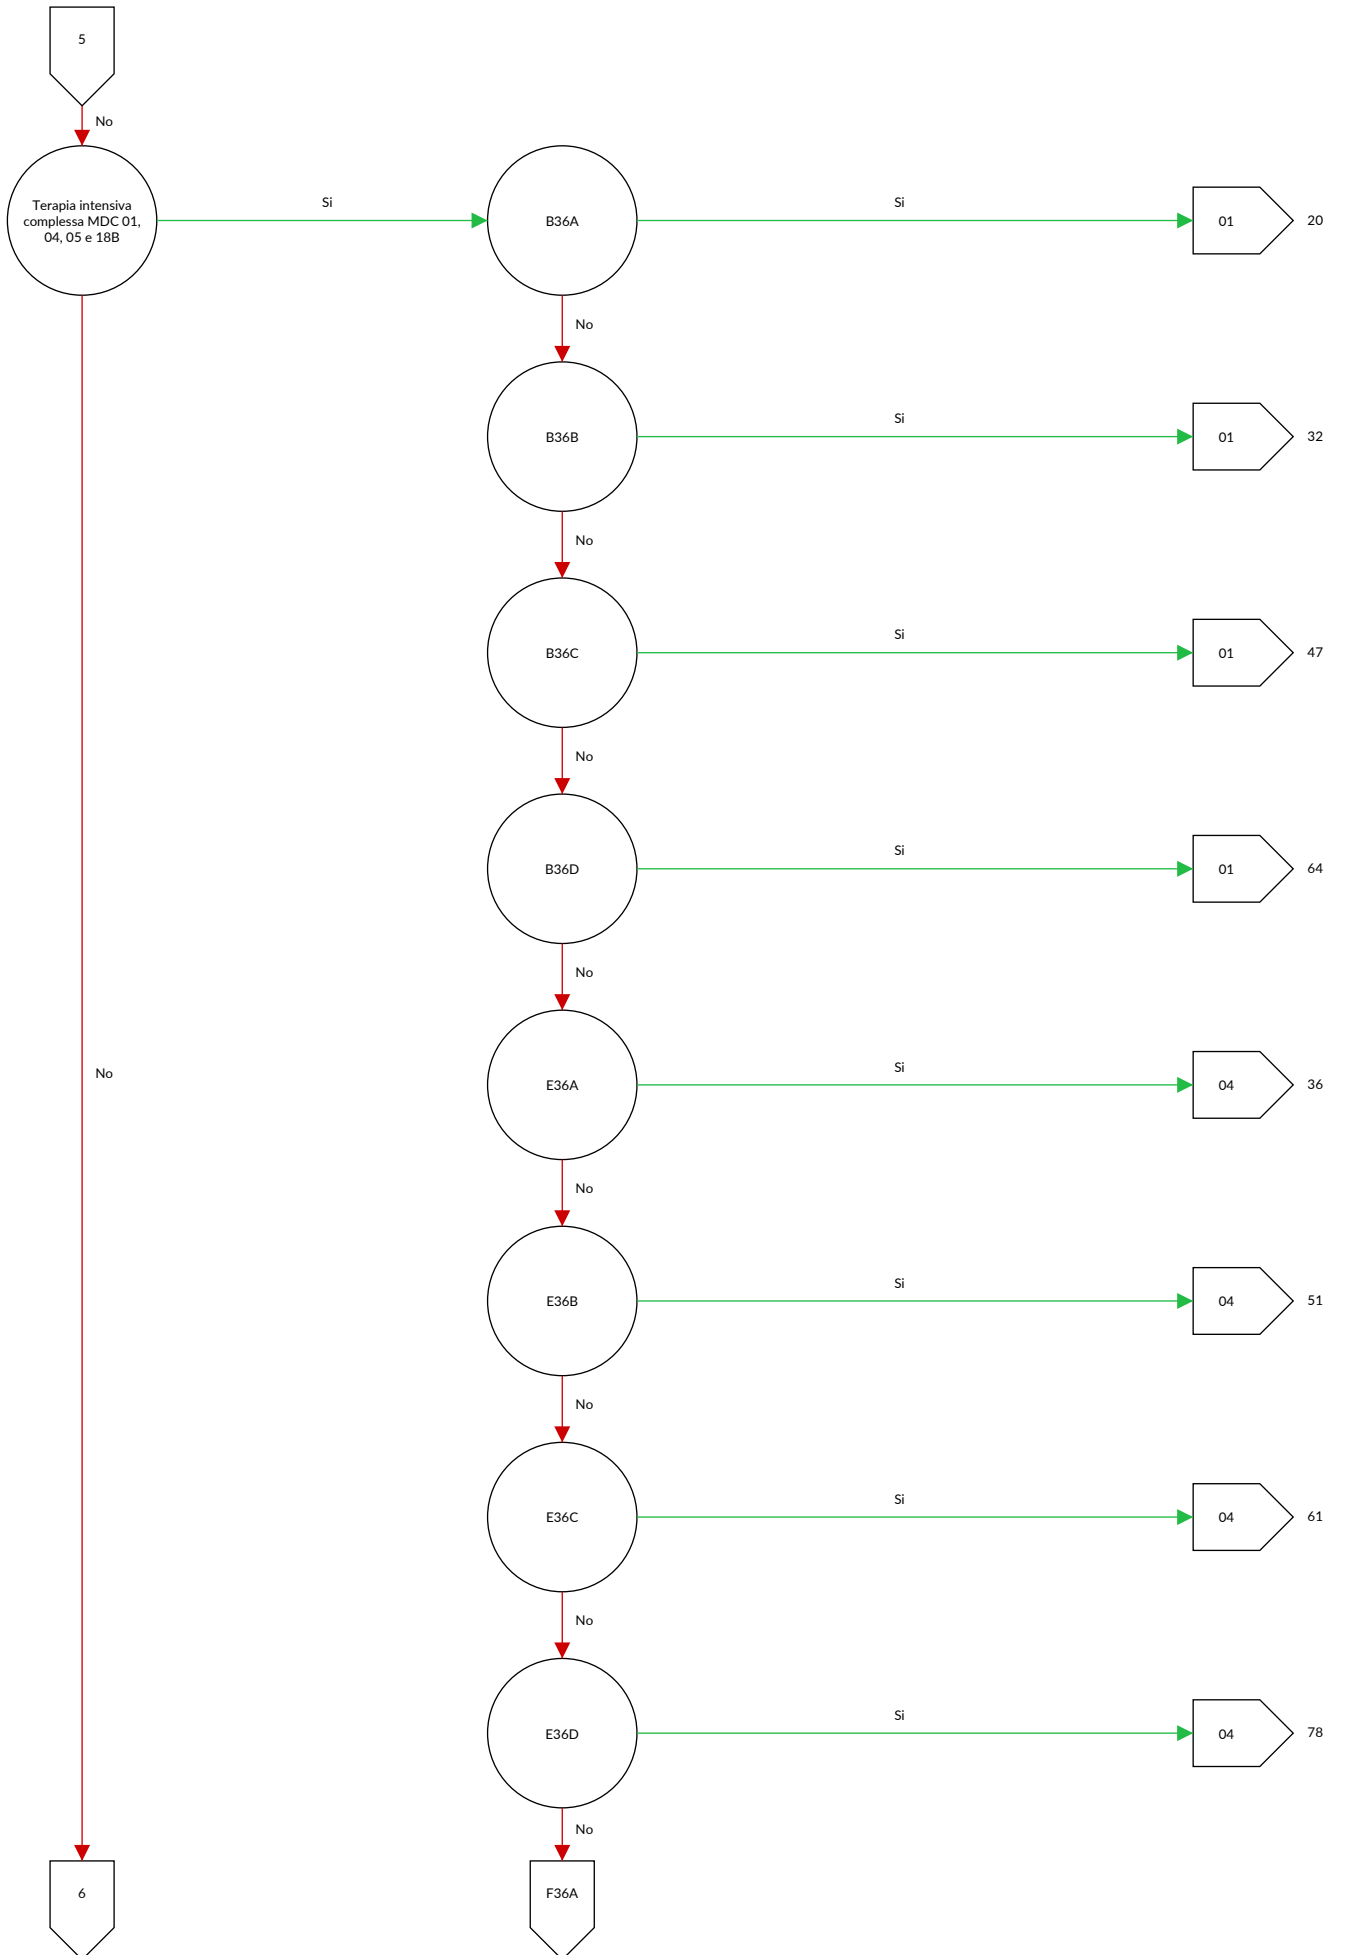 5
No
Terapia intensiva
complessa MDC 01,
04, 05 e 18B
Si
B36A
Si
01
20
No
B36B
Si
01
32
No
B36C
Si
01
47
No
B36D
Si
01
64
No
E36A
Si
04
36
No
No
E36B
Si
04
51
No
E36C
Si
04
61
No
E36D
Si
04
78
No
6
F36A